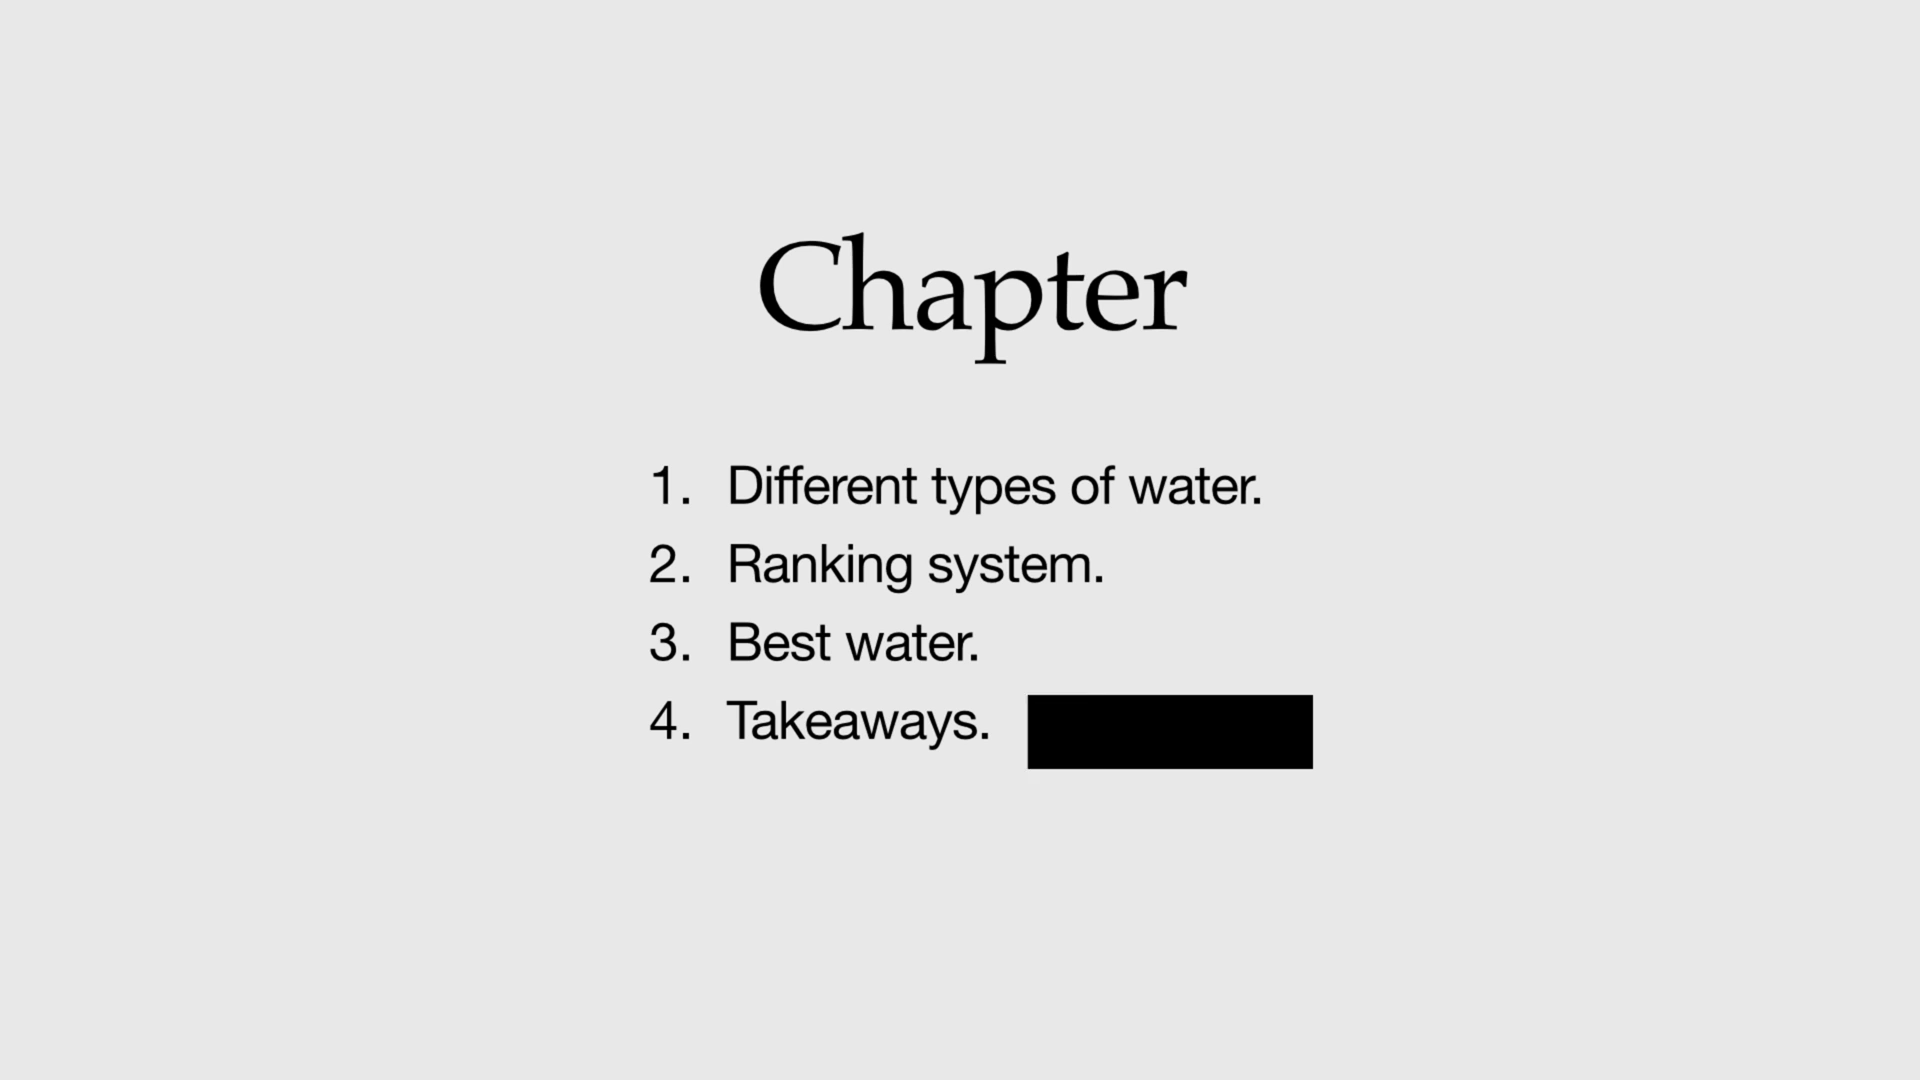 Chapter
1. Different types of water.
2. Ranking system.
3. Best water.
4. Takeaways.